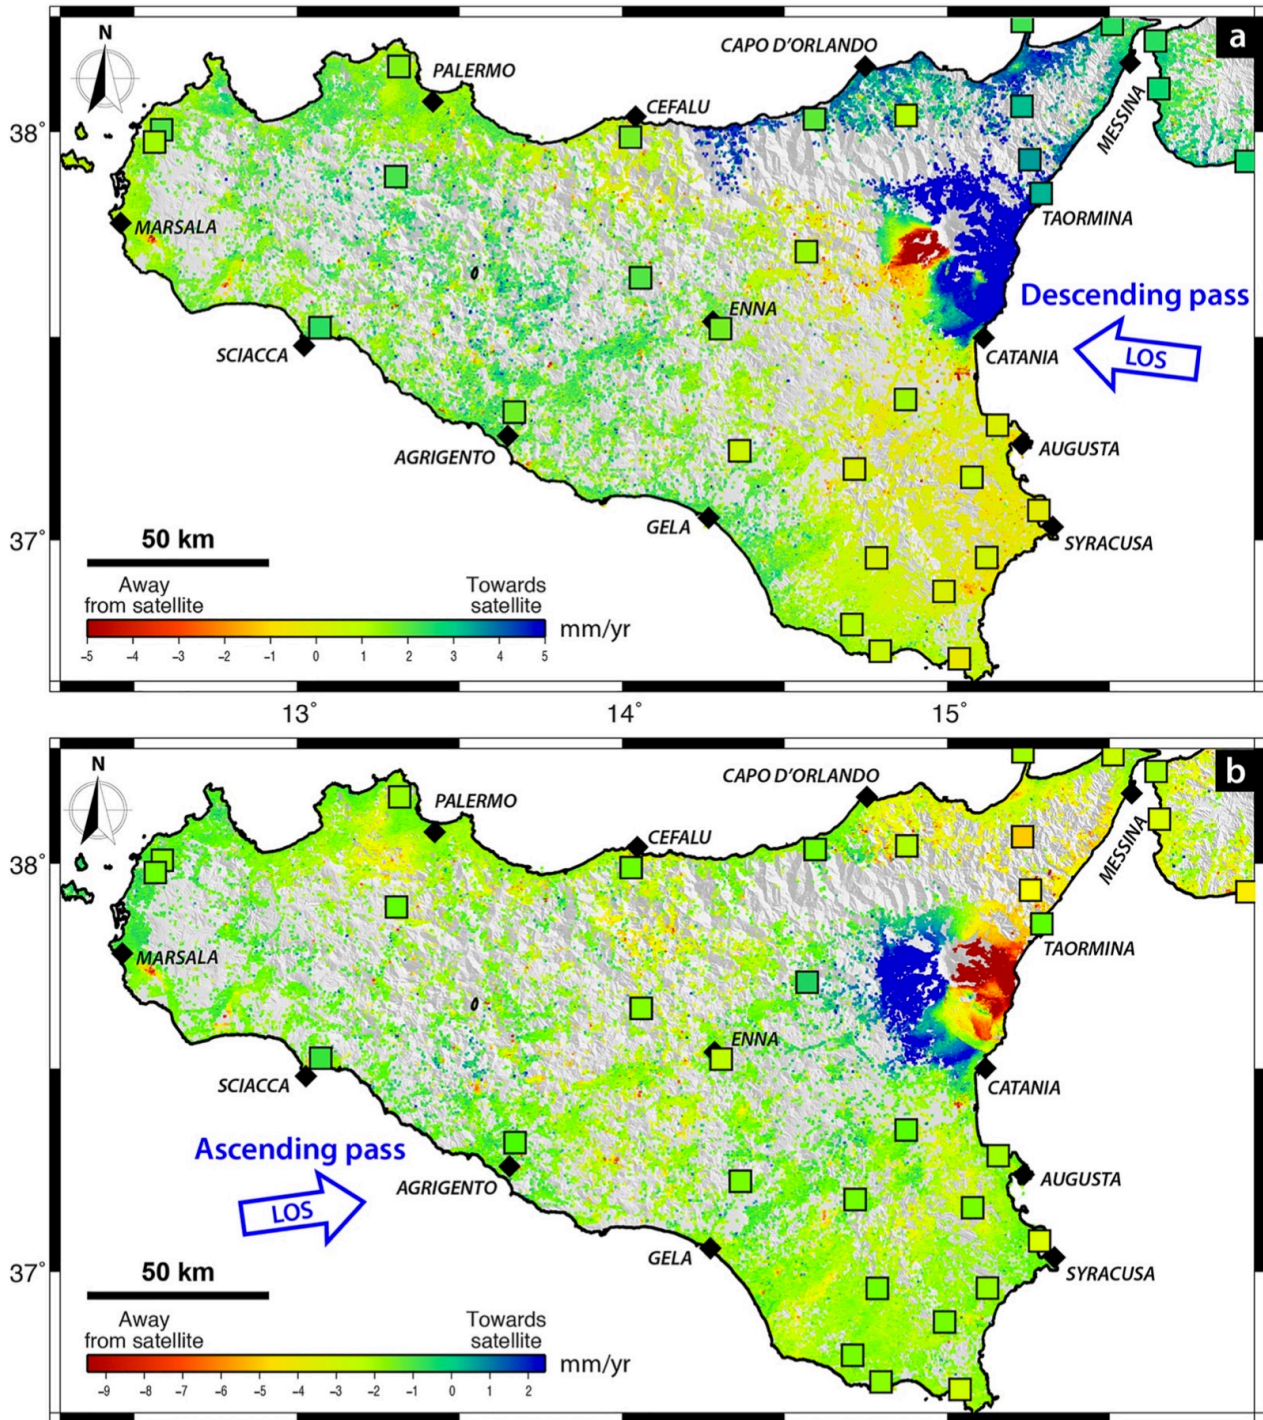 N
a
CAPO D'ORLANDO
PALERMO
CEFALU
MESSINA
38°
MARSALA
TAORMINA
Descending pass
ENNA
SCIACCA
CATANIA
LOS
AGRIGENTO
AUGUSTA
GELA
37°
SYRACUSA
50 km
Away
from satellite
Towards
satellite
mm/yr
−5 −4 −3 −2 −1 0 1 2 3 4 5
13° 14° 15°
N
b
CAPO D'ORLANDO
PALERMO
CEFALU
MESSINA
38°
MARSALA
TAORMINA
ENNA
SCIACCA
CATANIA
Ascending pass
LOS
AGRIGENTO
AUGUSTA
GELA
37°
SYRACUSA
50 km
Away
from satellite
Towards
satellite
mm/yr
−9 −8 −7 −6 −5 −4 −3 −2 −1 0 1 2